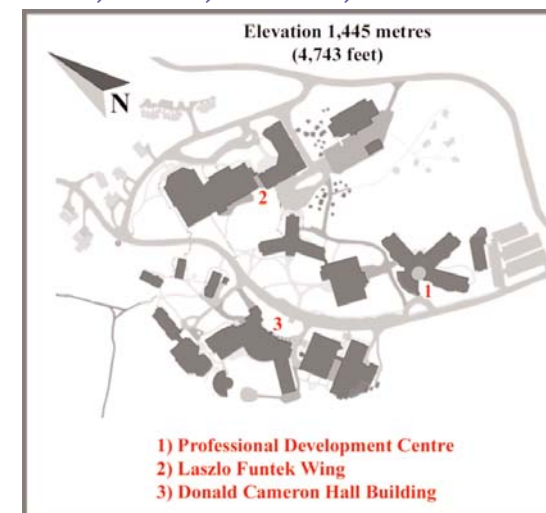 Elevation 1,445 metres
(4,743 feet)
N
2
1
3
1) Professional Development Centre
2) Laszlo Funtek Wing
3) Donald Cameron Hall Building